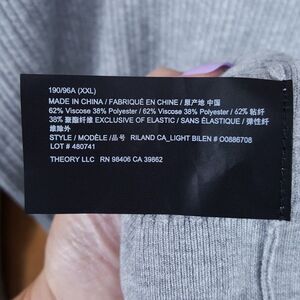 190/96A (XXL)
MADE IN CHINA / FABRIQUÉ EN CHINE / 原产地 中国
62% Viscose 38% Polyester / 62% Viscose 38% Polyester / 62% 粘纤
38% 聚酯纤维 EXCLUSIVE OF ELASTIC / SANS ÉLASTIQUE / 弹性纤
维除外
STYLE / MODÈLE /品号 RILAND CA_LIGHT BILEN # O0886708
LOT # 480741
THEORY LLC RN 98406 CA 39862